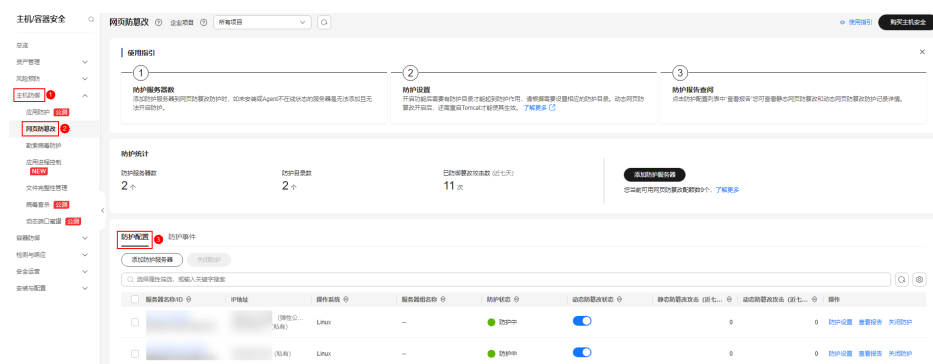 主机/容器安全
网页防篡改 企业项目 所有项目
使用指引 购买主机安全
总览
资产管理
风险预防
主机防御 1
应用防护 公测
网页防篡改 2
勒索病毒防护
应用进程控制
NEW
文件完整性管理
病毒查杀 公测
动态端口蜜罐 公测
容器防御
检测与响应
安全运营
安装与配置
使用指引
1
防护服务器数
添加防护服务器到网页防篡改防护时，如未安装或Agent不在线状态的服务器是无法添加且无
法开启防护。
2
防护设置
开启功能后需要有防护目录才能起到防护作用，请根据需要设置相应的防护目录。动态网页防
篡改开启后，还需重启Tomcat才能使其生效。 了解更多
3
防护报告查阅
点击防护配置列表中“查看报告”您可查看静态网页防篡改和动态网页防篡改防护记录详情。
防护统计
防护服务器数
2 个
防护目录数
2 个
已防御篡改攻击数 (近七天)
11 次
添加防护服务器
您当前可用网页防篡改配额数9个。 了解更多
防护配置 3 防护事件
添加防护服务器 关闭防护
选择属性筛选，或输入关键字搜索
服务器名称/ID IP地址 操作系统 服务器组名称 防护状态 动态防篡改状态 静态防篡改攻击 (近七... 动态防篡改攻击 (近七... 操作
(弹性公...
(私有) Linux -- 防护中 0 0 防护设置 查看报告 关闭防护
(私有) Linux -- 防护中 0 0 防护设置 查看报告 关闭防护